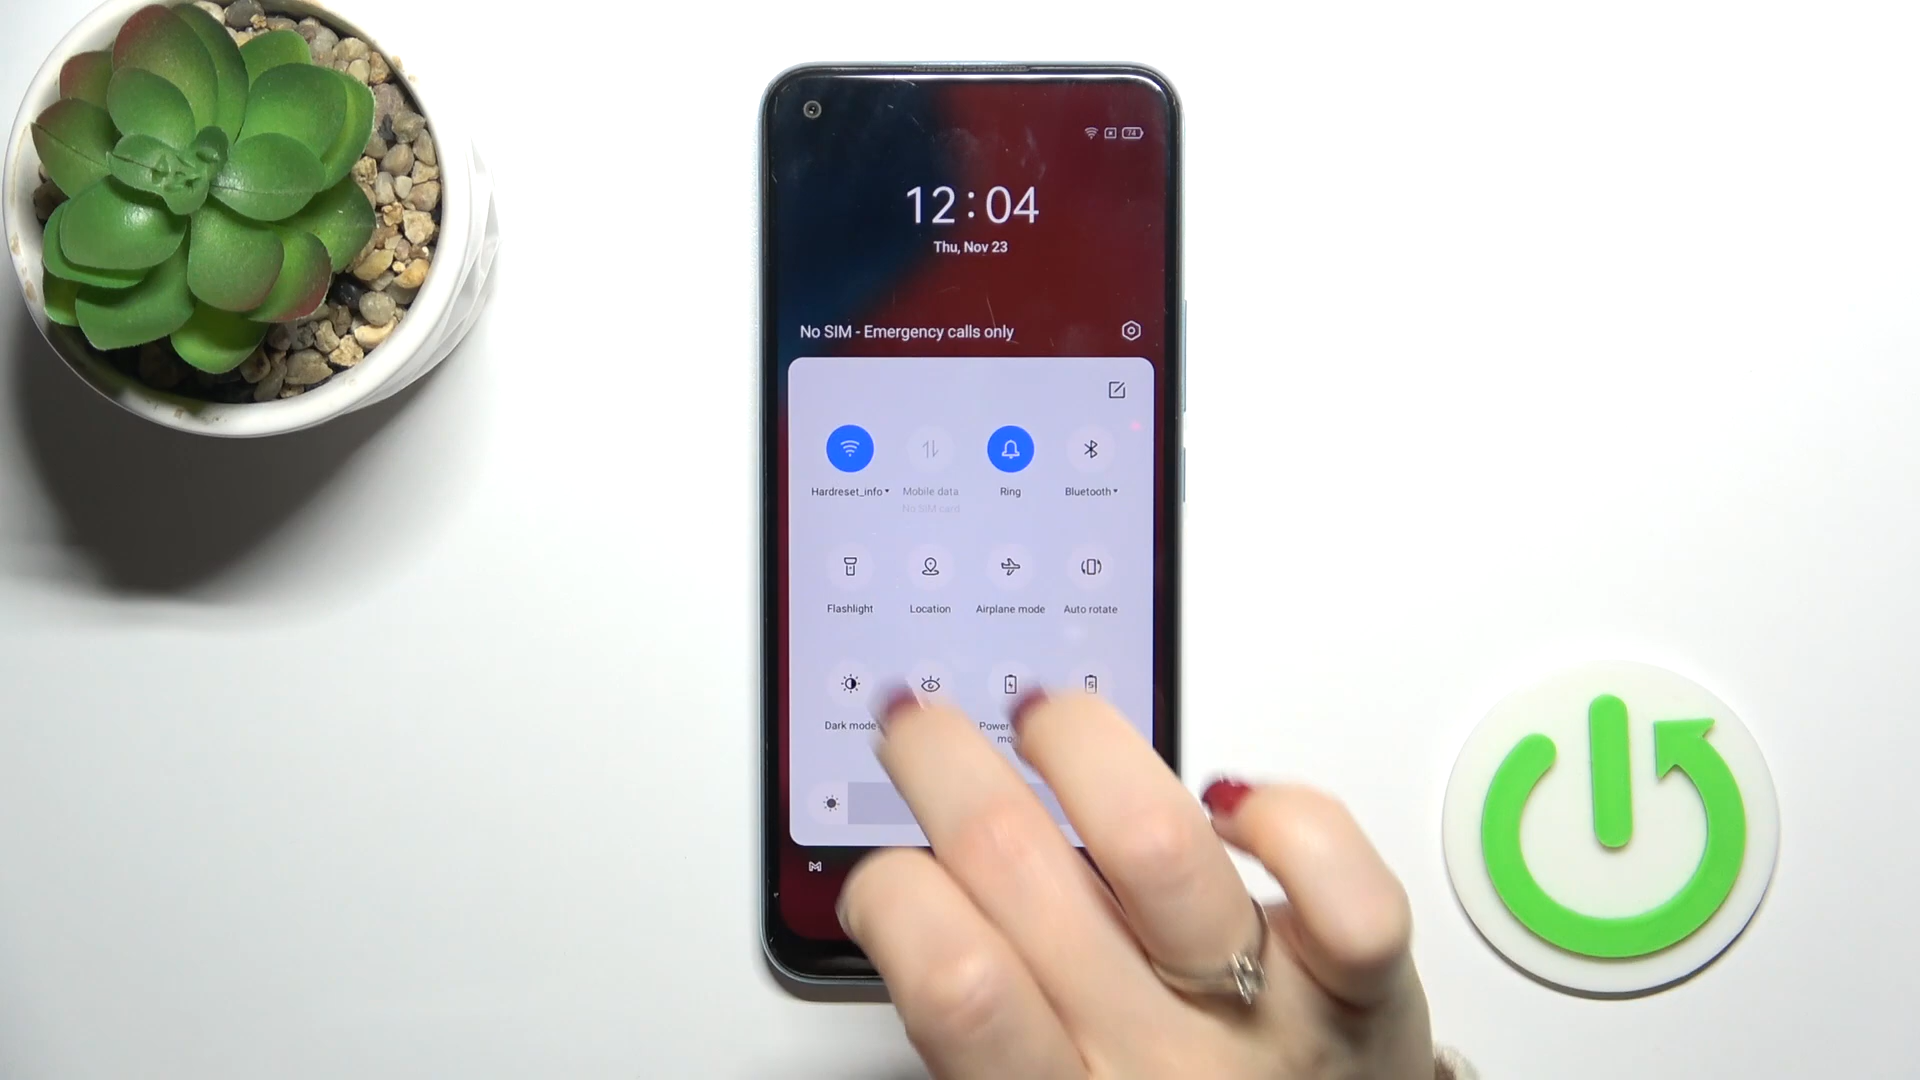 74
12:04
Thu, Nov 23
No SIM - Emergency calls only
Hardreset_info
Mobile data
No SIM card
Ring
Bluetooth
Flashlight
Location
Airplane mode
Auto rotate
Dark mode
Power